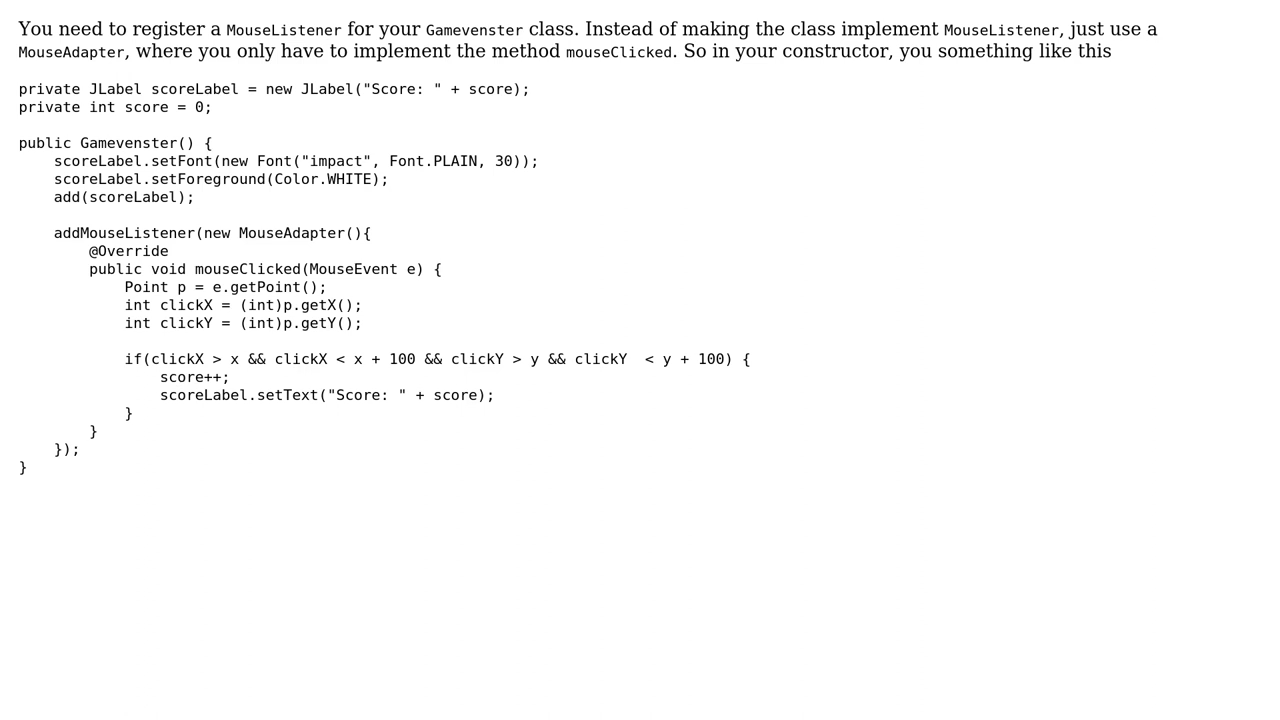 You need to register a MouseListener for your Gamevenster class. Instead of making the class implement MouseListener, just use a
MouseAdapter, where you only have to implement the method mouseClicked. So in your constructor, you something like this
private JLabel scoreLabel = new JLabel("Score: " + score);
private int score = 0;

public Gamevenster() {
    scoreLabel.setFont(new Font("impact", Font.PLAIN, 30));
    scoreLabel.setForeground(Color.WHITE);
    add(scoreLabel);

    addMouseListener(new MouseAdapter(){
        @Override
        public void mouseClicked(MouseEvent e) {
            Point p = e.getPoint();
            int clickX = (int)p.getX();
            int clickY = (int)p.getY();

            if(clickX > x && clickX < x + 100 && clickY > y && clickY  < y + 100) {
                score++;
                scoreLabel.setText("Score: " + score);
            }
        }
    });
}